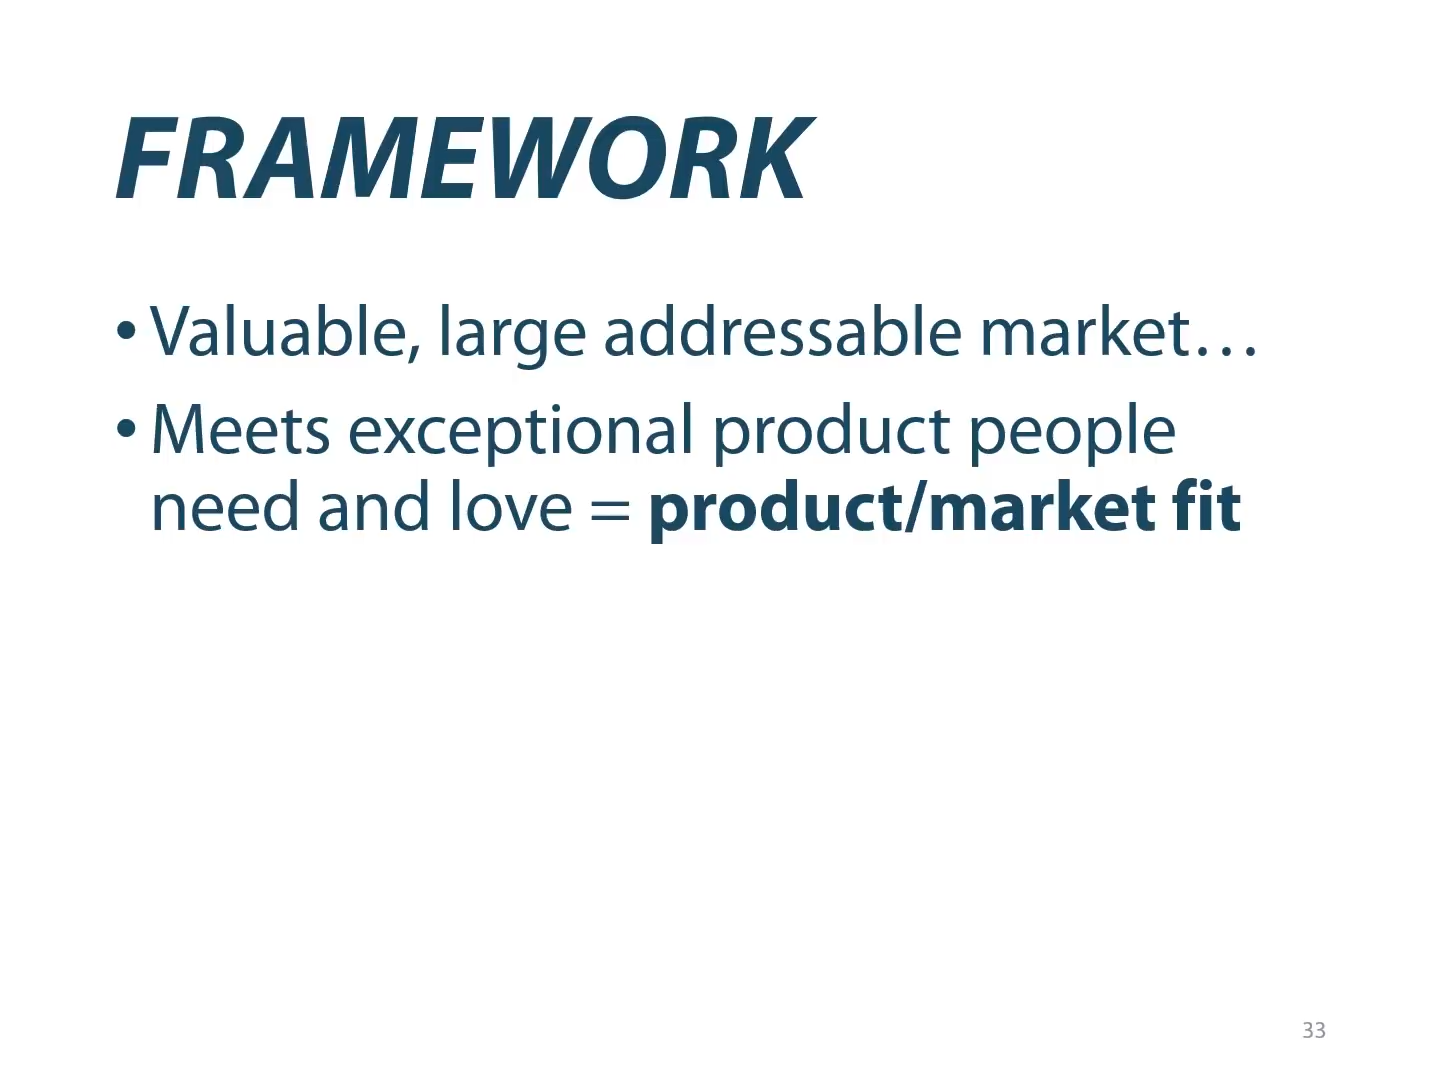 FRAMEWORK
• Valuable, large addressable market…
• Meets exceptional product people
need and love = product/market fit
33